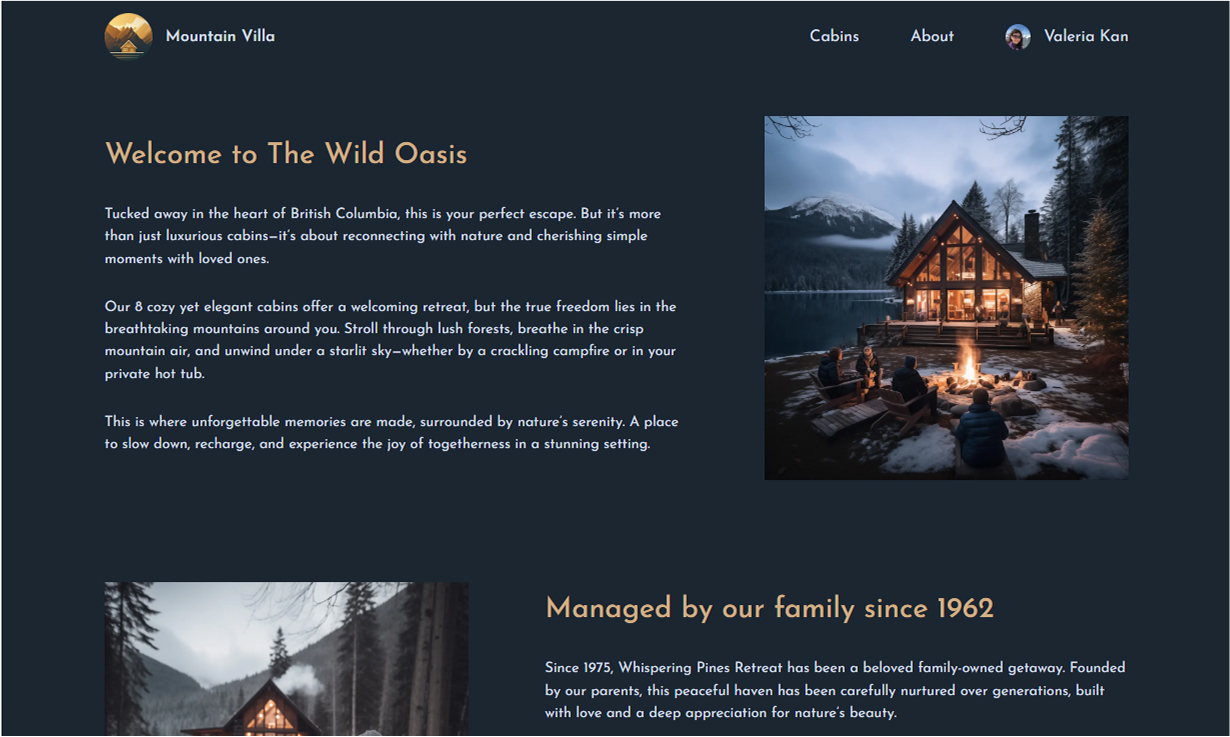 Mountain Villa
Cabins
About
Valeria Kan
Welcome to The Wild Oasis
Tucked away in the heart of British Columbia, this is your perfect escape. But it’s more
than just luxurious cabins—it’s about reconnecting with nature and cherishing simple
moments with loved ones.
Our 8 cozy yet elegant cabins offer a welcoming retreat, but the true freedom lies in the
breathtaking mountains around you. Stroll through lush forests, breathe in the crisp
mountain air, and unwind under a starlit sky—whether by a crackling campfire or in your
private hot tub.
This is where unforgettable memories are made, surrounded by nature’s serenity. A place
to slow down, recharge, and experience the joy of togetherness in a stunning setting.
Managed by our family since 1962
Since 1975, Whispering Pines Retreat has been a beloved family-owned getaway. Founded
by our parents, this peaceful haven has been carefully nurtured over generations, built
with love and a deep appreciation for nature’s beauty.